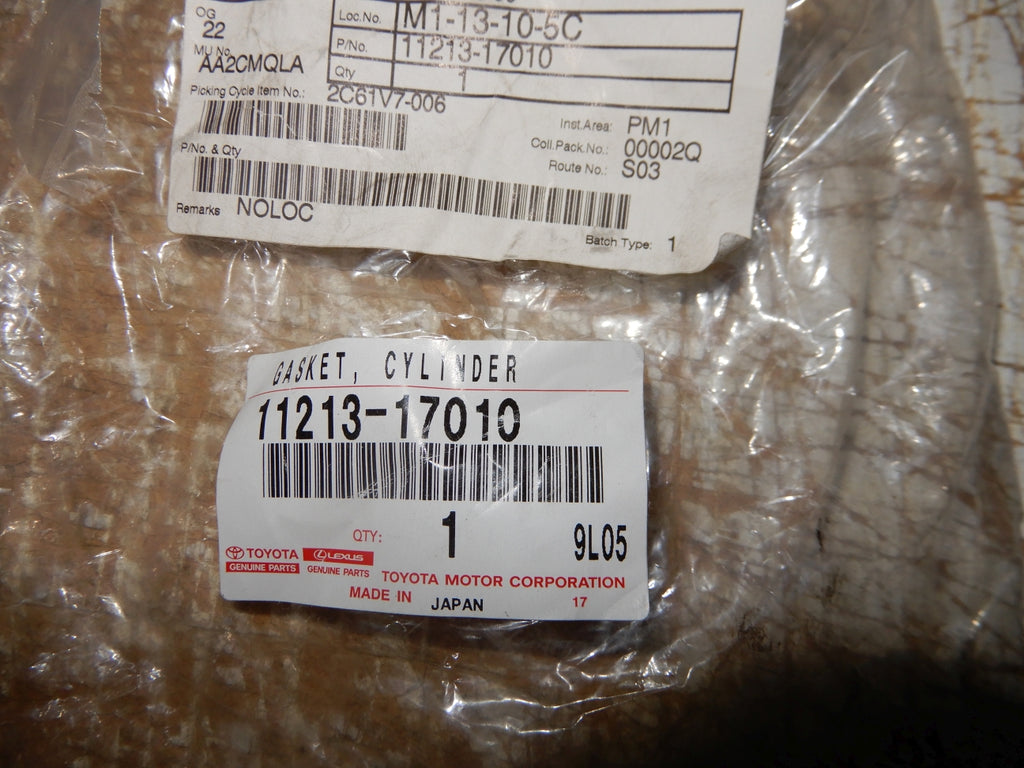 OG
22
MU No.
AA2CMQLA
Loc.No. M1-13-10-5C
P/No. 11213-17010
Qty 1
Picking Cycle Item No.: 2C61V7-006
Inst.Area: PM1
Coll.Pack.No.: 00002Q
Route No.: S03
P/No. & Qty
Remarks NOLOC
Batch Type: 1
GASKET, CYLINDER
11213-17010
QTY: 1 9L05
TOYOTA LEXUS
GENUINE PARTS GENUINE PARTS
TOYOTA MOTOR CORPORATION
MADE IN JAPAN 17